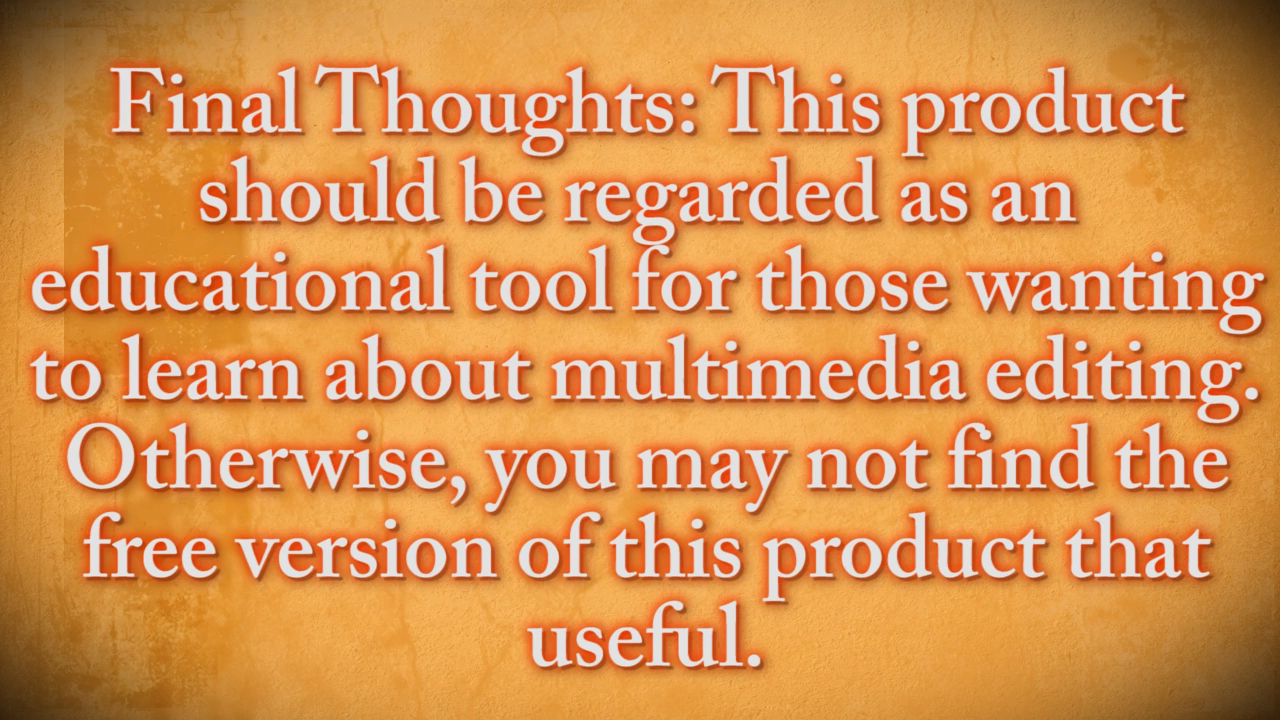 Final Thoughts: This product
should be regarded as an
educational tool for those wanting
to learn about multimedia editing.
Otherwise, you may not find the
free version of this product that
useful.